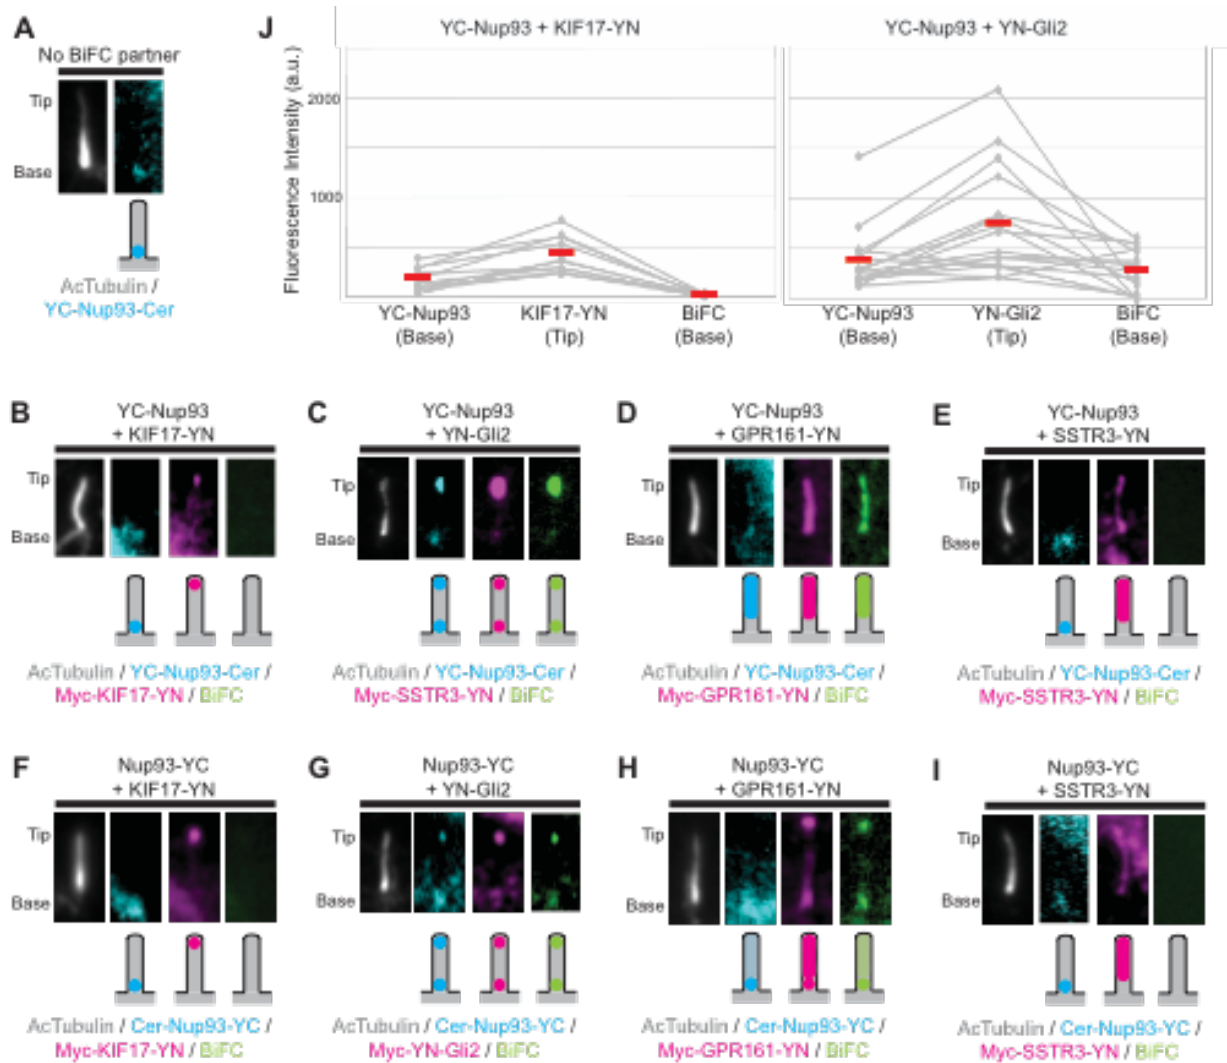 A
No BiFC partner
Tip
Base
AcTubulin /
YC-Nup93-Cer
J
YC-Nup93 + KIF17-YN
YC-Nup93 + YN-Gli2
Fluorescence Intensity (a.u.)
2000
1000
YC-Nup93
(Base)
KIF17-YN
(Tip)
BiFC
(Base)
YC-Nup93
(Base)
YN-Gli2
(Tip)
BiFC
(Base)
B
YC-Nup93
+ KIF17-YN
Tip
Base
AcTubulin / YC-Nup93-Cer /
Myc-KIF17-YN / BiFC
C
YC-Nup93
+ YN-Gli2
Tip
Base
AcTubulin / YC-Nup93-Cer /
Myc-SSTR3-YN / BiFC
D
YC-Nup93
+ GPR161-YN
Tip
Base
AcTubulin / YC-Nup93-Cer /
Myc-GPR161-YN / BiFC
E
YC-Nup93
+ SSTR3-YN
Tip
Base
AcTubulin / YC-Nup93-Cer /
Myc-SSTR3-YN / BiFC
F
Nup93-YC
+ KIF17-YN
Tip
Base
AcTubulin / Cer-Nup93-YC /
Myc-KIF17-YN / BiFC
G
Nup93-YC
+ YN-Gli2
Tip
Base
AcTubulin / Cer-Nup93-YC /
Myc-YN-Gli2 / BiFC
H
Nup93-YC
+ GPR161-YN
Tip
Base
AcTubulin / Cer-Nup93-YC /
Myc-GPR161-YN / BiFC
I
Nup93-YC
+ SSTR3-YN
Tip
Base
AcTubulin / Cer-Nup93-YC /
Myc-SSTR3-YN / BiFC